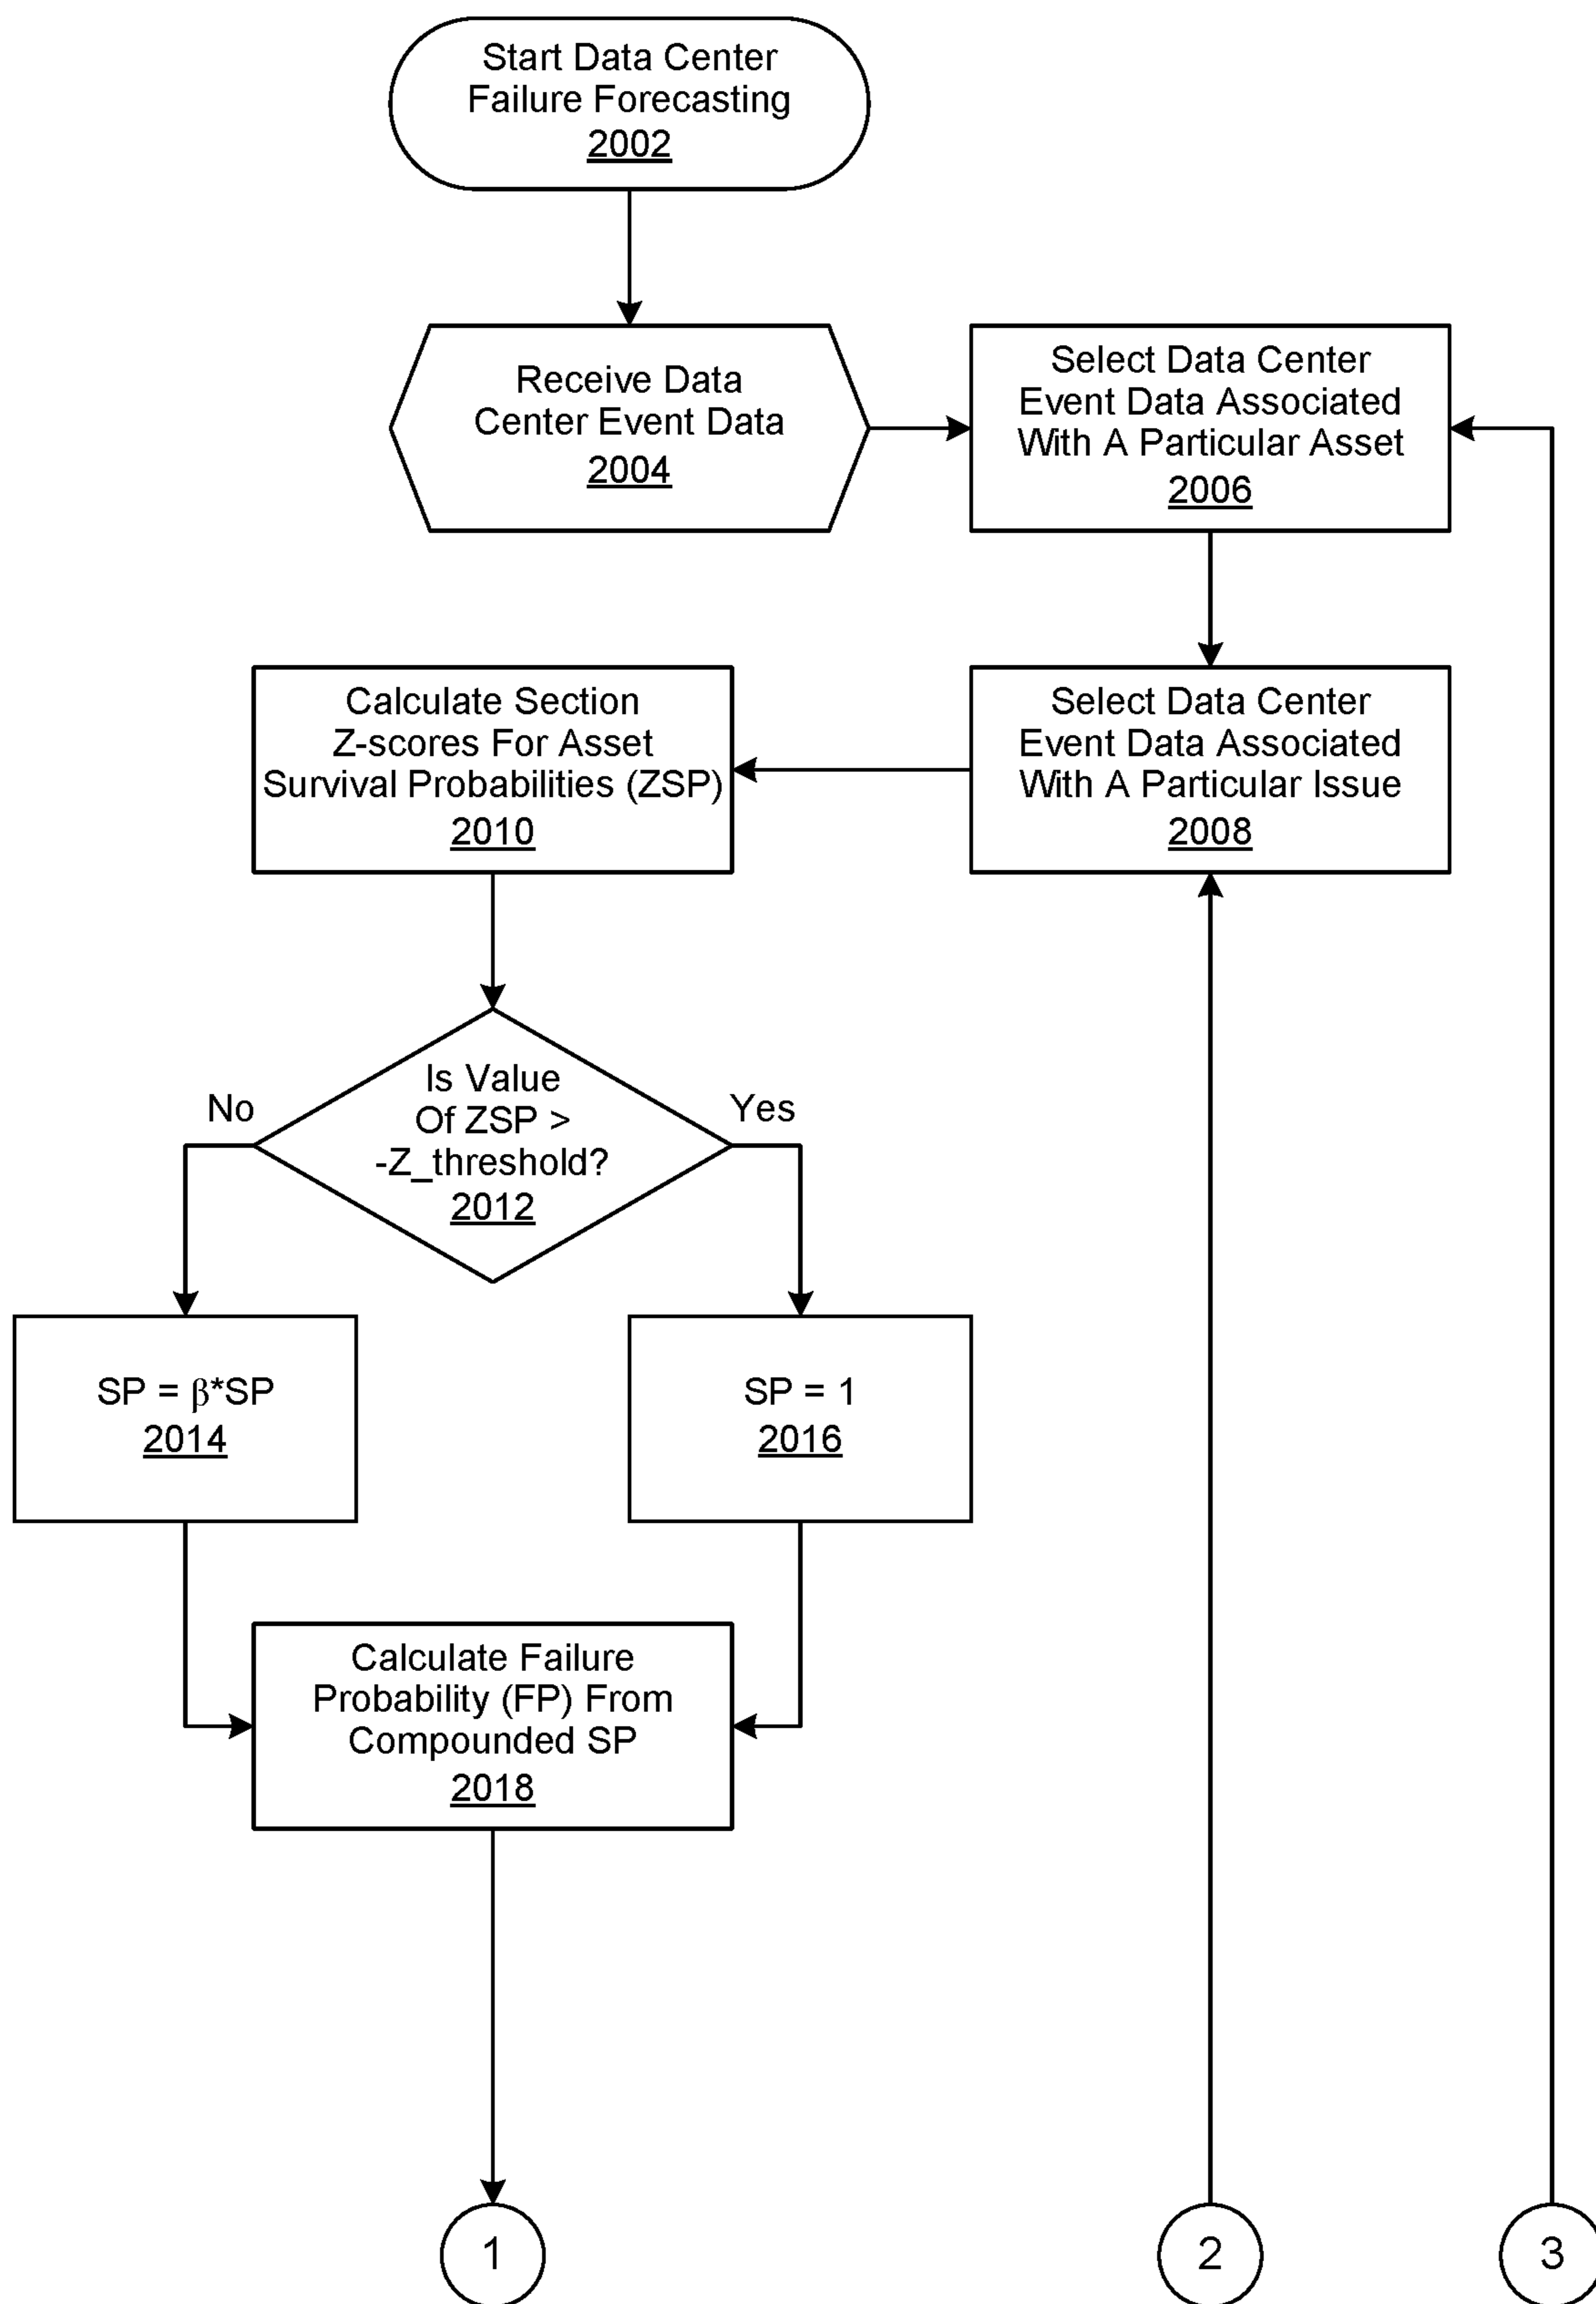 Start Data Center
Failure Forecasting
2002
Receive Data
Center Event Data
2004
Select Data Center
Event Data Associated
With A Particular Asset
2006
Select Data Center
Event Data Associated
With A Particular Issue
2008
Calculate Section
Z-scores For Asset
Survival Probabilities (ZSP)
2010
Is Value
Of ZSP >
-Z_threshold?
2012
No
Yes
SP = β*SP
2014
SP = 1
2016
Calculate Failure
Probability (FP) From
Compounded SP
2018
1
2
3